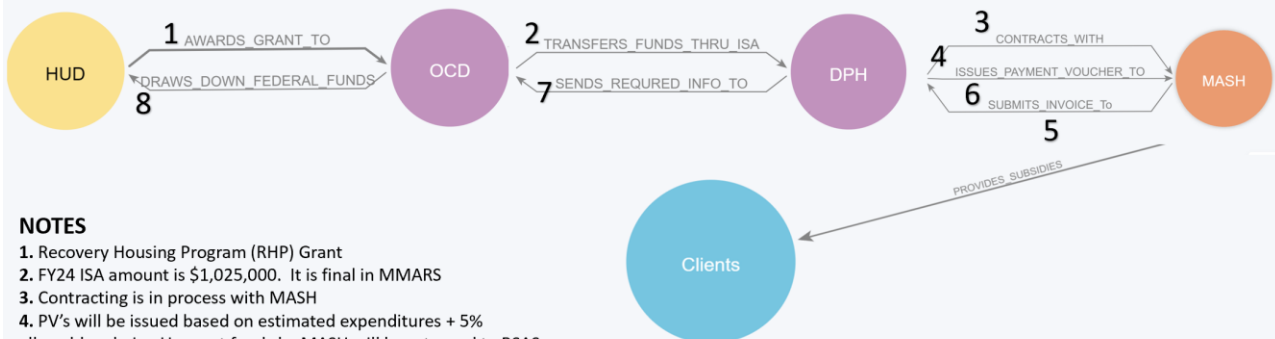 1 AWARDS_GRANT_TO
HUD
DRAWS_DOWN_FEDERAL_FUNDS
8
OCD
2 TRANSFERS_FUNDS_THRU_ISA
SENDS_REQURED_INFO_TO
7
DPH
3
CONTRACTS_WITH
4
ISSUES_PAYMENT_VOUCHER_TO
6
SUBMITS_INVOICE_To
5
MASH
PROVIDES_SUBSIDIES
Clients
NOTES
1. Recovery Housing Program (RHP) Grant
2. FY24 ISA amount is $1,025,000. It is final in MMARS
3. Contracting is in process with MASH
4. PV's will be issued based on estimated expenditures + 5%